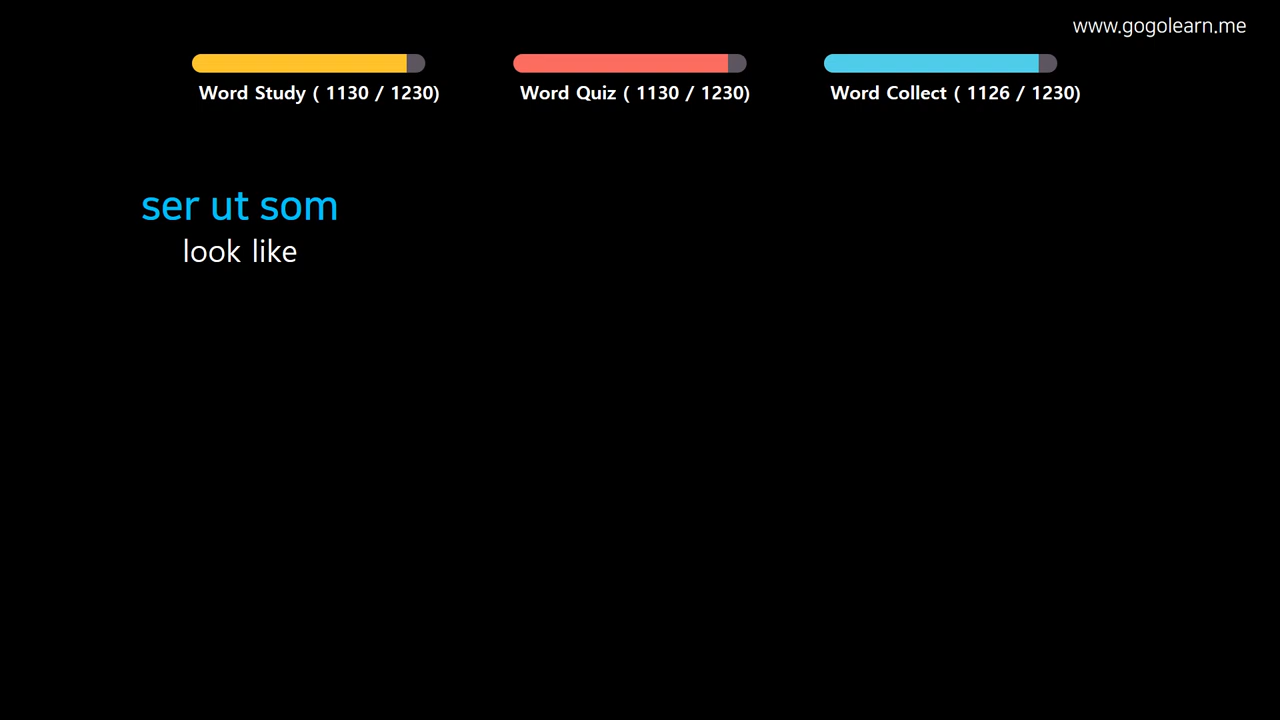 www.gogolearn.me
Word Study ( 1130 / 1230)
Word Quiz ( 1130 / 1230)
Word Collect ( 1126 / 1230)
ser ut som
look like